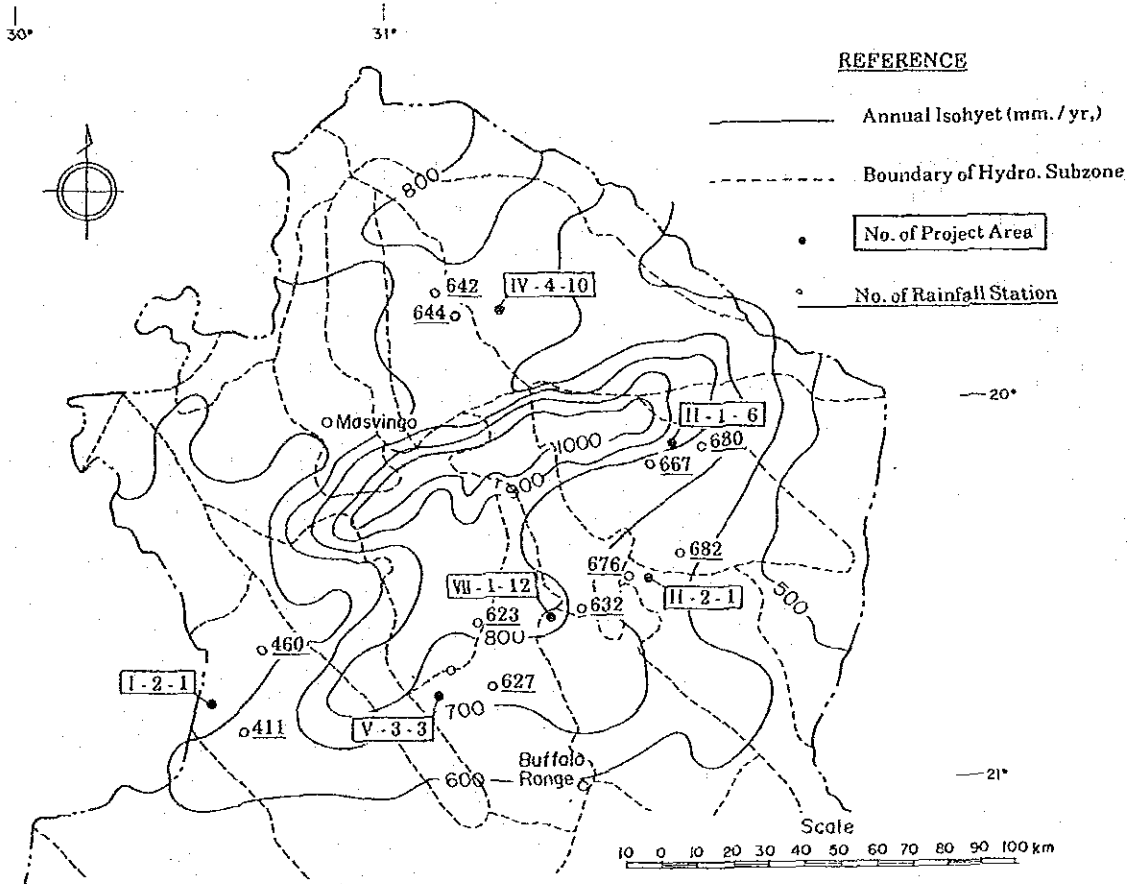 30°
31°
REFERENCE
Annual Isohyet (mm. / yr,)
800
Boundary of Hydro. Subzone
No. of Project Area
642
IV - 4 - 10
No. of Rainfall Station
644
20°
Masvingo
II - 1 - 6
1000
680
667
900
682
676
VII - 1 - 12
II - 2 - 1
500
632
623
800
460
I - 2 - 1
627
700
411
V - 3 - 3
Buffalo
600
Range
21°
Scale
10 0 10 20 30 40 50 60 70 80 90 100 km